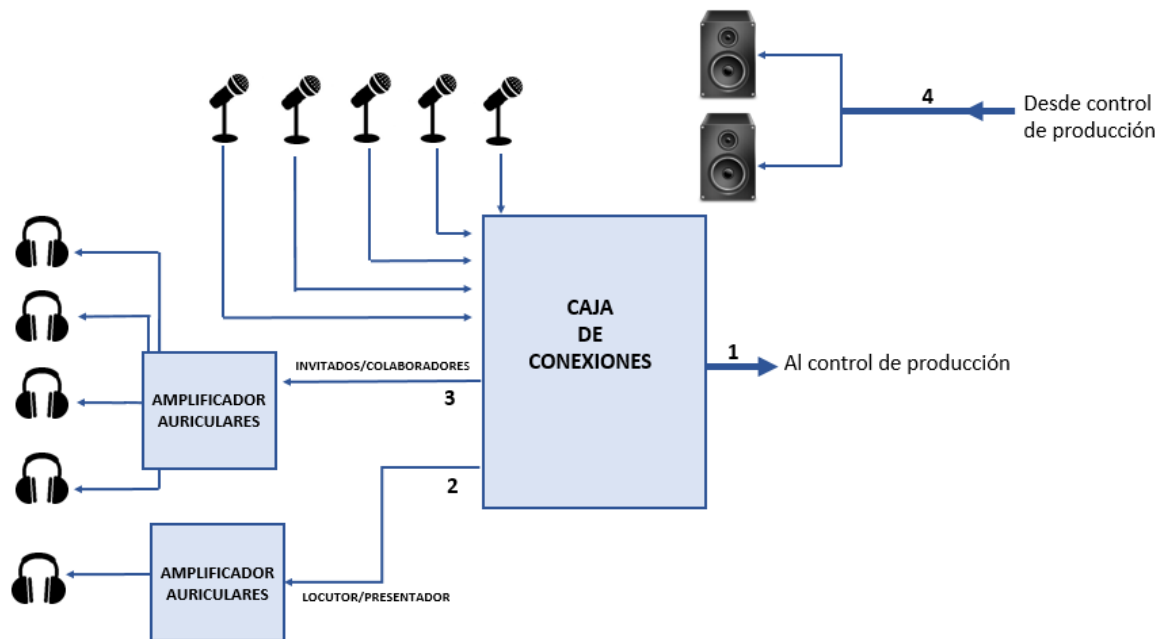 4
Desde control
de producción
CAJA
DE
CONEXIONES
1
Al control de producción
INVITADOS/COLABORADORES
3
AMPLIFICADOR
AURICULARES
2
AMPLIFICADOR
AURICULARES
LOCUTOR/PRESENTADOR